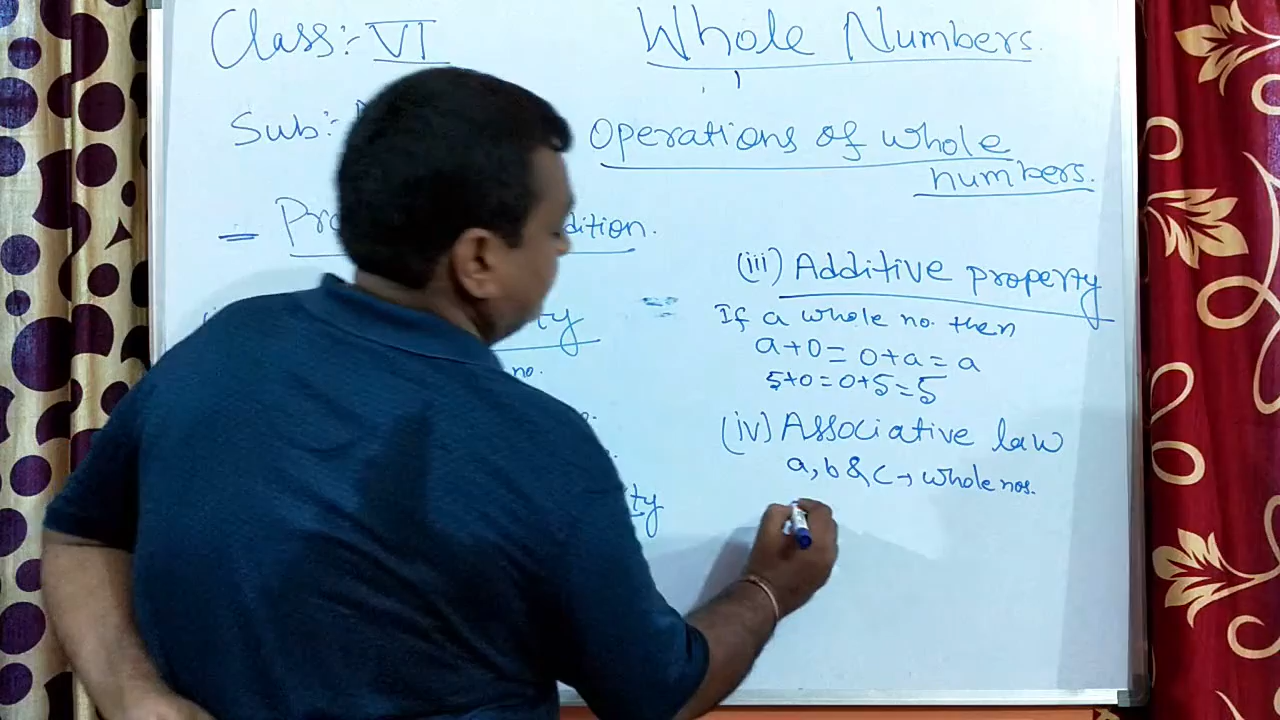 Class:- VI
Whole Numbers.
Sub:-
Operations of whole
numbers.
dition.
no.
(iii) Additive property
If a whole no. then
a+0=0+a=a
5+0=0+5=5
(iv) Associative law
a, b & c → whole nos.